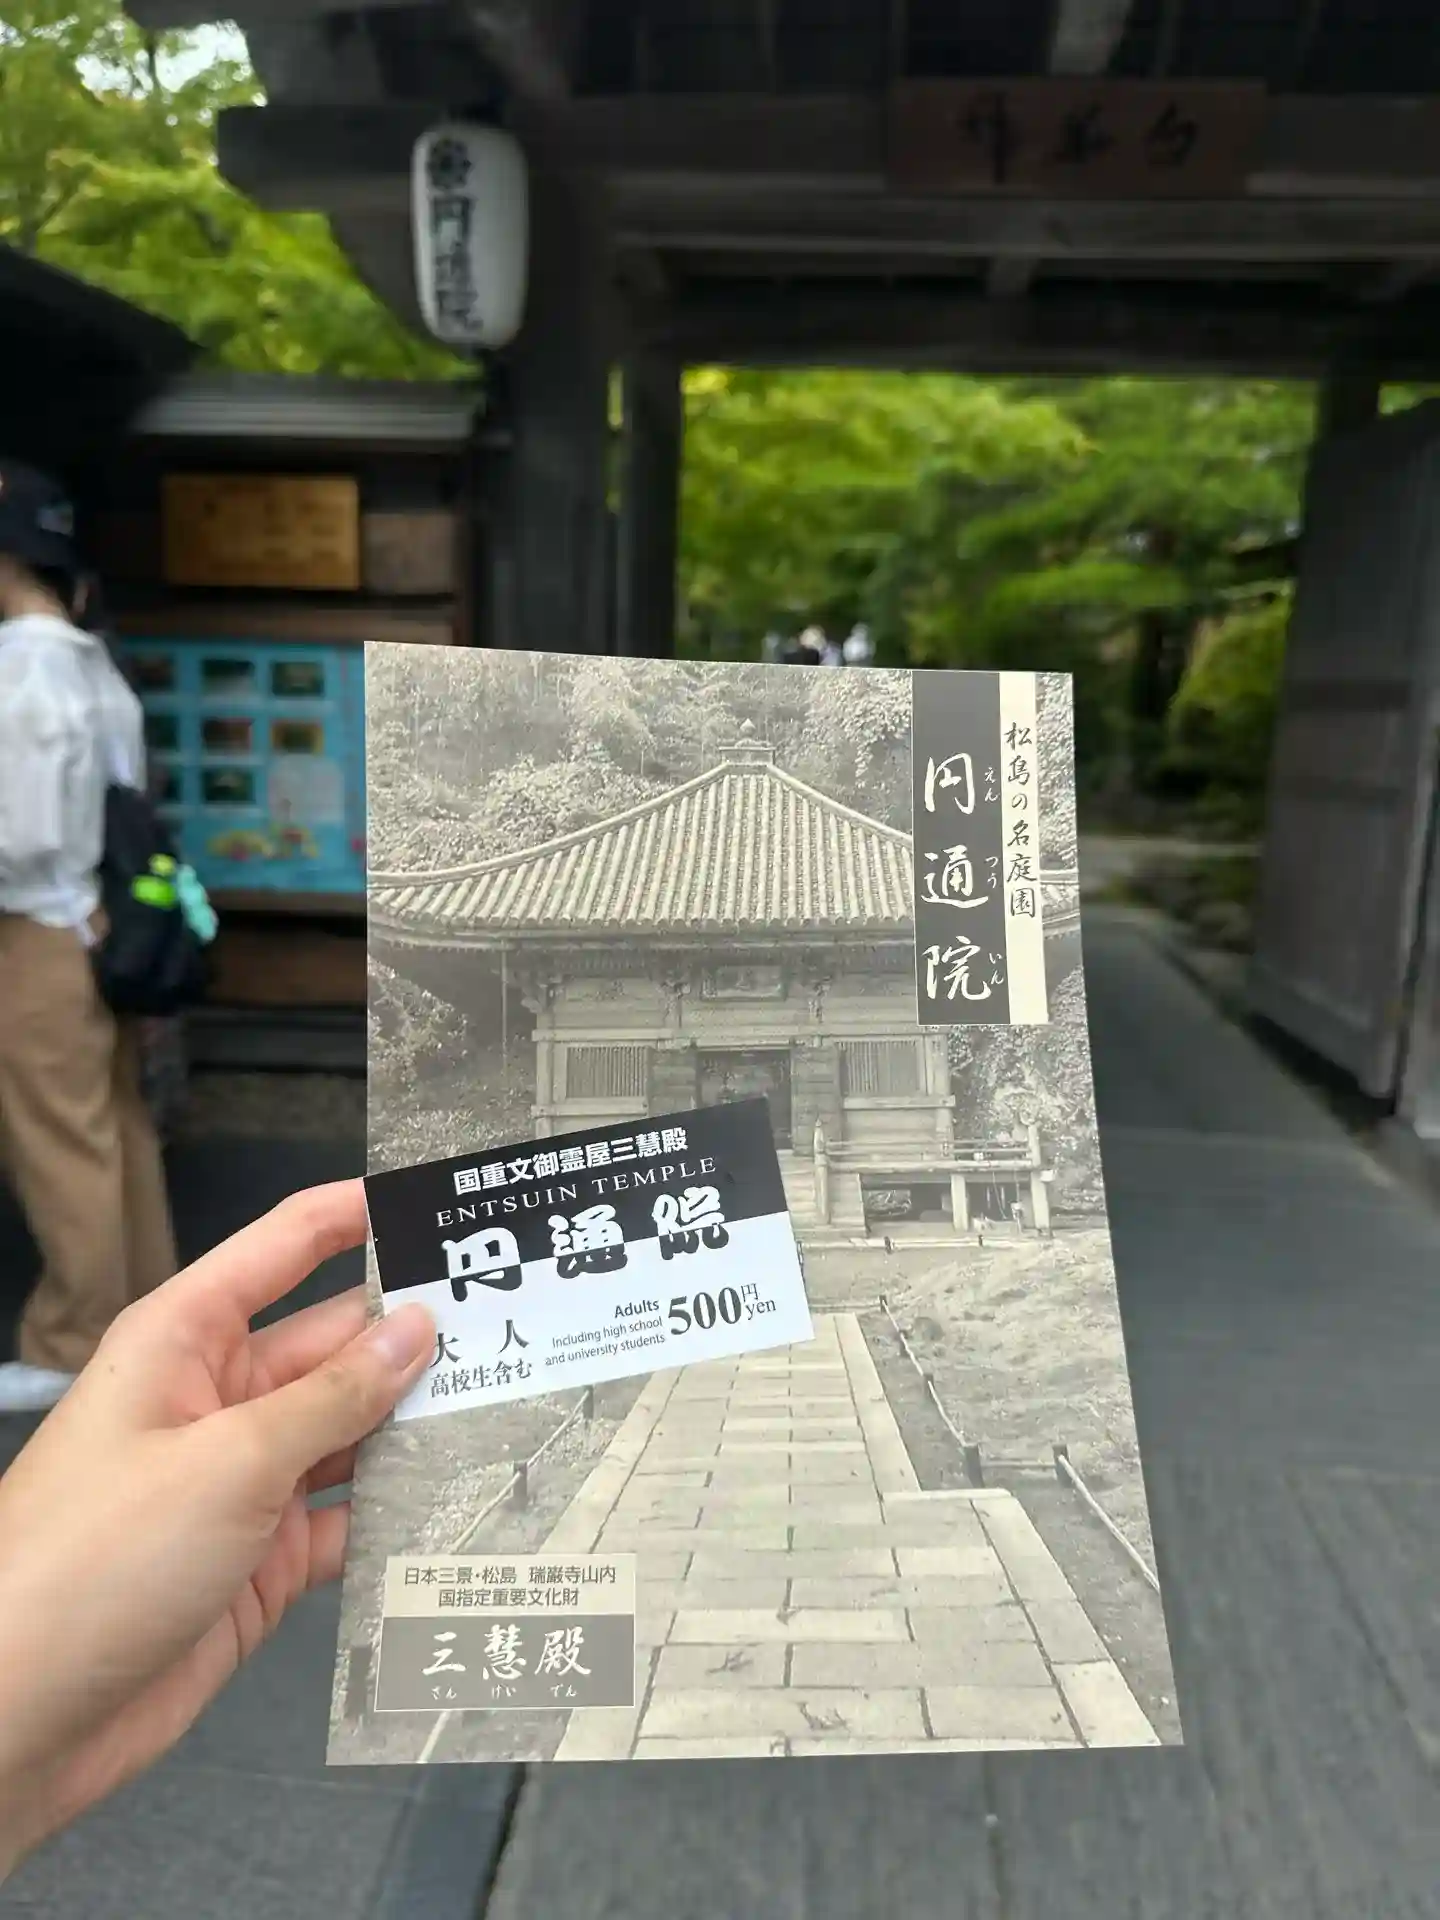 円通院
松島の名庭園
円通院
えんつういん
国重文御霊屋三慧殿
ENTSUIN TEMPLE
円通院
大人
高校生含む
Adults
Including high school
and university students
500円
yen
日本三景・松島 瑞巌寺山内
国指定重要文化財
三慧殿
さんけいでん